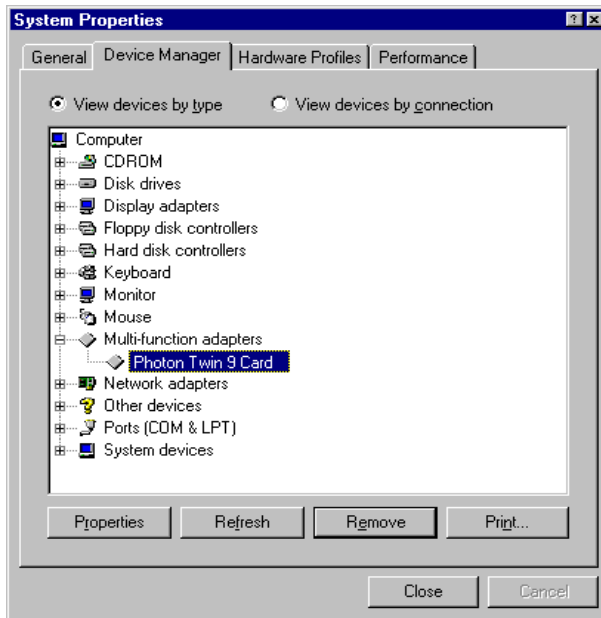 System Properties
General Device Manager Hardware Profiles Performance
View devices by type View devices by connection
Computer
CDROM
Disk drives
Display adapters
Floppy disk controllers
Hard disk controllers
Keyboard
Monitor
Mouse
Multi-function adapters
Photon Twin 9 Card
Network adapters
Other devices
Ports (COM & LPT)
System devices
Properties Refresh Remove Print...
Close Cancel